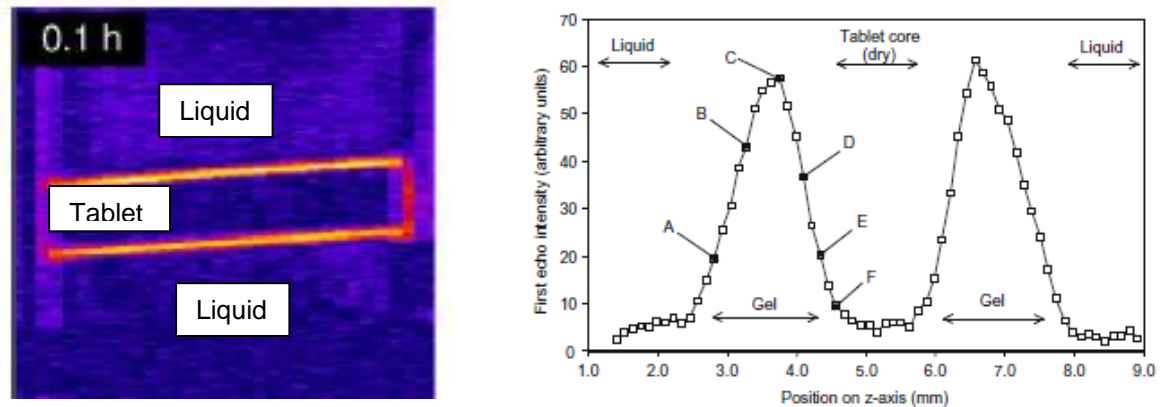 0.1 h
Liquid
Tablet
Liquid
First echo intensity (arbitrary units)
70
60
50
40
30
20
10
0
Liquid
Tablet core
(dry)
Liquid
C
B
D
A
E
F
Gel
Gel
1.0 2.0 3.0 4.0 5.0 6.0 7.0 8.0 9.0
Position on z-axis (mm)